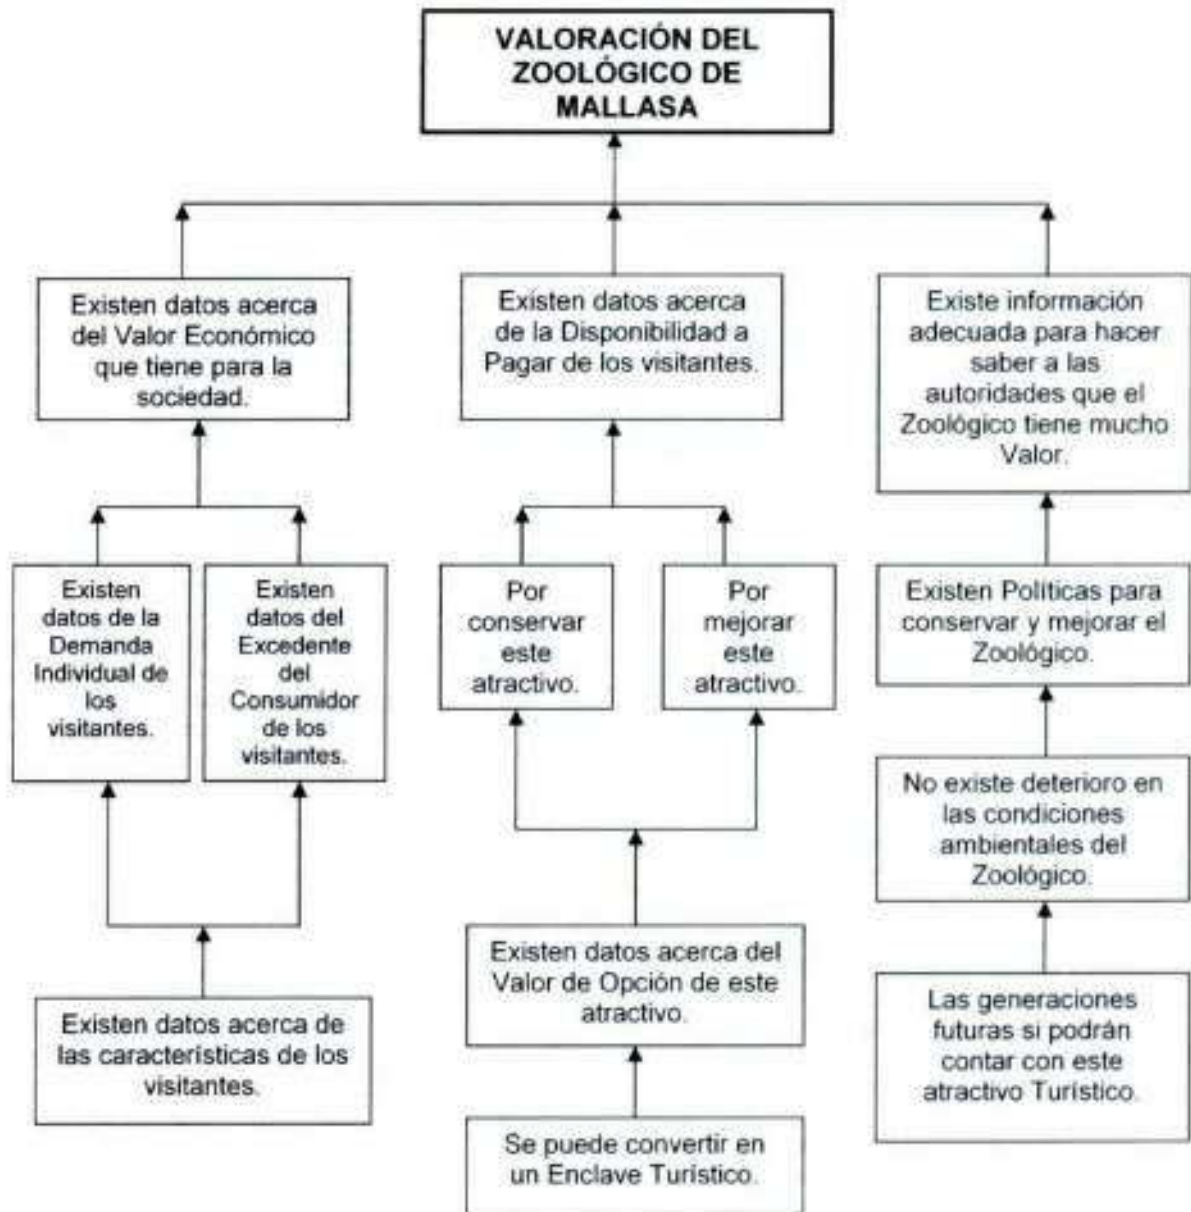 VALORACIÓN DEL
ZOOLÓGICO DE
MALLASA
Existen datos acerca
del Valor Económico
que tiene para la
sociedad.
Existen datos acerca
de la Disponibilidad a
Pagar de los visitantes.
Existe información
adecuada para hacer
saber a las
autoridades que el
Zoológico tiene mucho
Valor.
Existen
datos de la
Demanda
Individual de
los
visitantes.
Existen
datos del
Excedente
del
Consumidor
de los
visitantes.
Por
conservar
este
atractivo.
Por
mejorar
este
atractivo.
Existen Políticas para
conservar y mejorar el
Zoológico.
No existe deterioro en
las condiciones
ambientales del
Zoológico.
Existen datos acerca de
las características de los
visitantes.
Existen datos acerca del
Valor de Opción de este
atractivo.
Las generaciones
futuras si podrán
contar con este
atractivo Turístico.
Se puede convertir en
un Enclave Turístico.